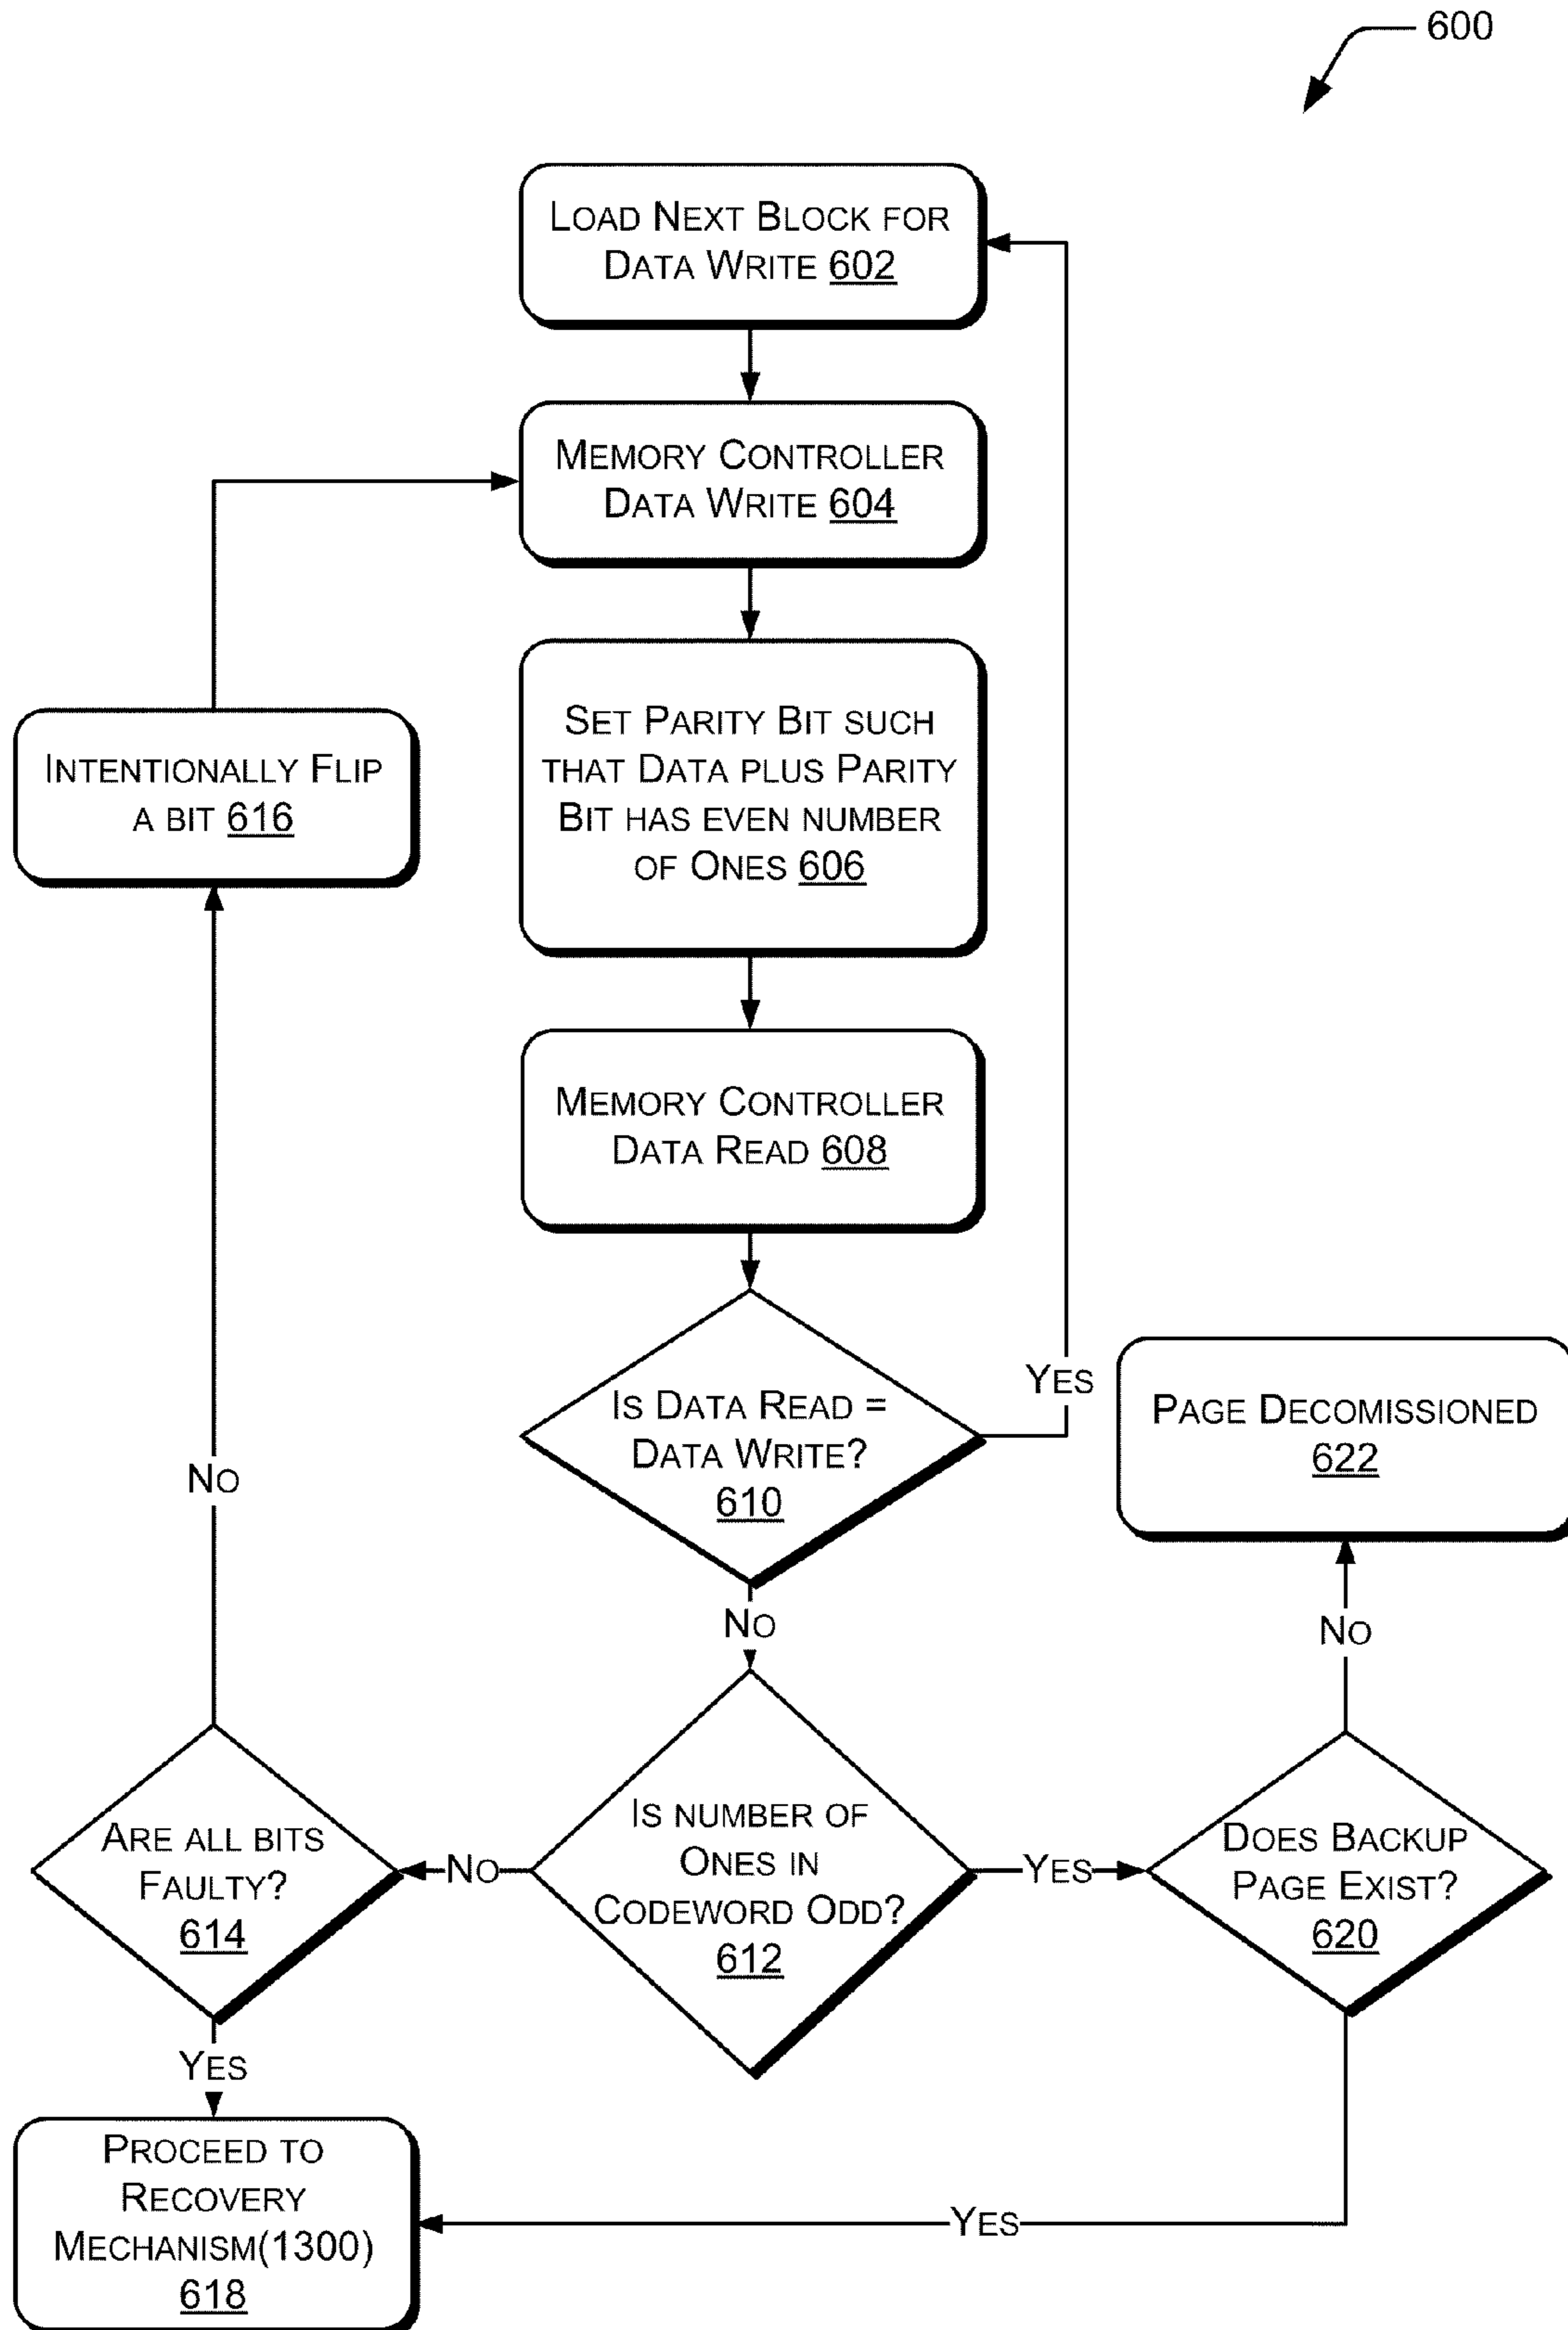 600
LOAD NEXT BLOCK FOR
DATA WRITE 602
MEMORY CONTROLLER
DATA WRITE 604
SET PARITY BIT SUCH
THAT DATA PLUS PARITY
BIT HAS EVEN NUMBER
OF ONES 606
INTENTIONALLY FLIP
A BIT 616
MEMORY CONTROLLER
DATA READ 608
IS DATA READ =
DATA WRITE?
610
YES
PAGE DECOMISSIONED
622
NO
NO
NO
ARE ALL BITS
FAULTY?
614
NO
IS NUMBER OF
ONES IN
CODEWORD ODD?
612
YES
DOES BACKUP
PAGE EXIST?
620
YES
PROCEED TO
RECOVERY
MECHANISM(1300)
618
YES